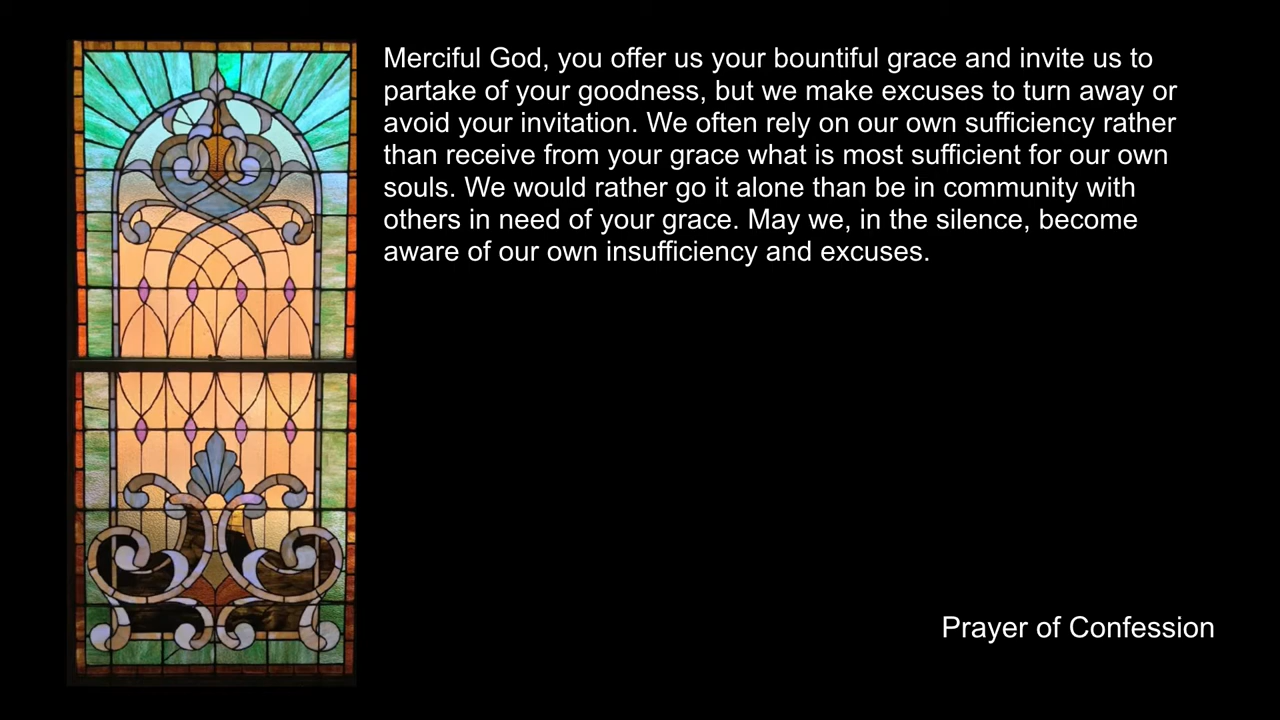 Merciful God, you offer us your bountiful grace and invite us to
partake of your goodness, but we make excuses to turn away or
avoid your invitation. We often rely on our own sufficiency rather
than receive from your grace what is most sufficient for our own
souls. We would rather go it alone than be in community with
others in need of your grace. May we, in the silence, become
aware of our own insufficiency and excuses.
Prayer of Confession